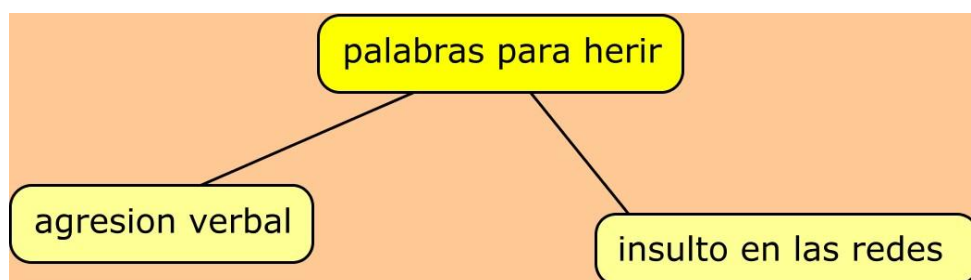 palabras para herir
agresion verbal
insulto en las redes